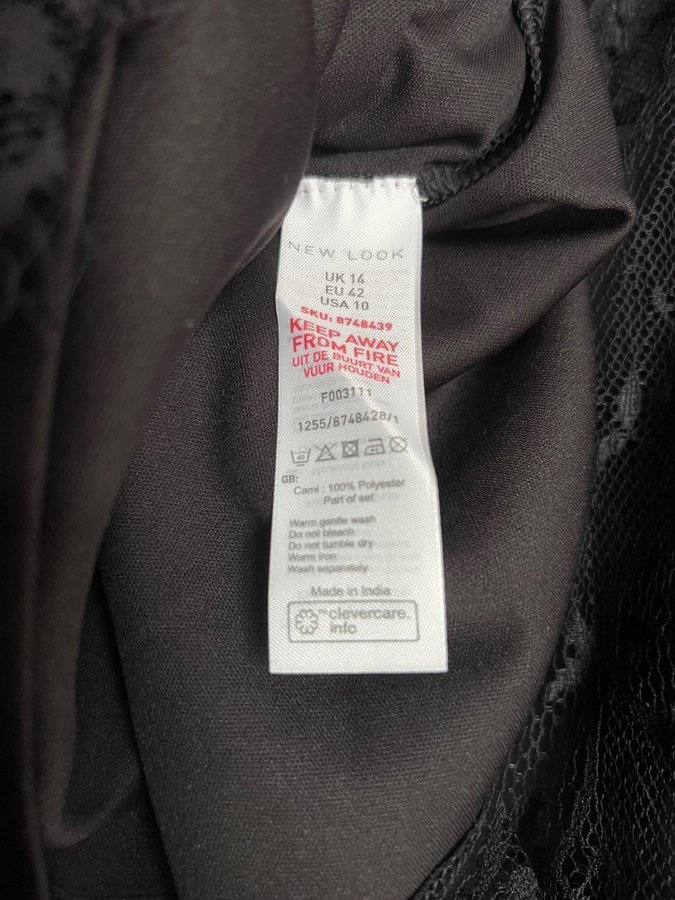 NEW LOOK
UK 14
EU 42
USA 10
SKU: 8748439
KEEP AWAY
FROM FIRE
UIT DE BUURT VAN
VUUR HOUDEN
F003111
1255/8748428/1
40
GB:
Cami : 100% Polyester
Part of set
Warm gentle wash
Do not bleach
Do not tumble dry
Warm iron
Wash separately
Made in India
clevercare.
info